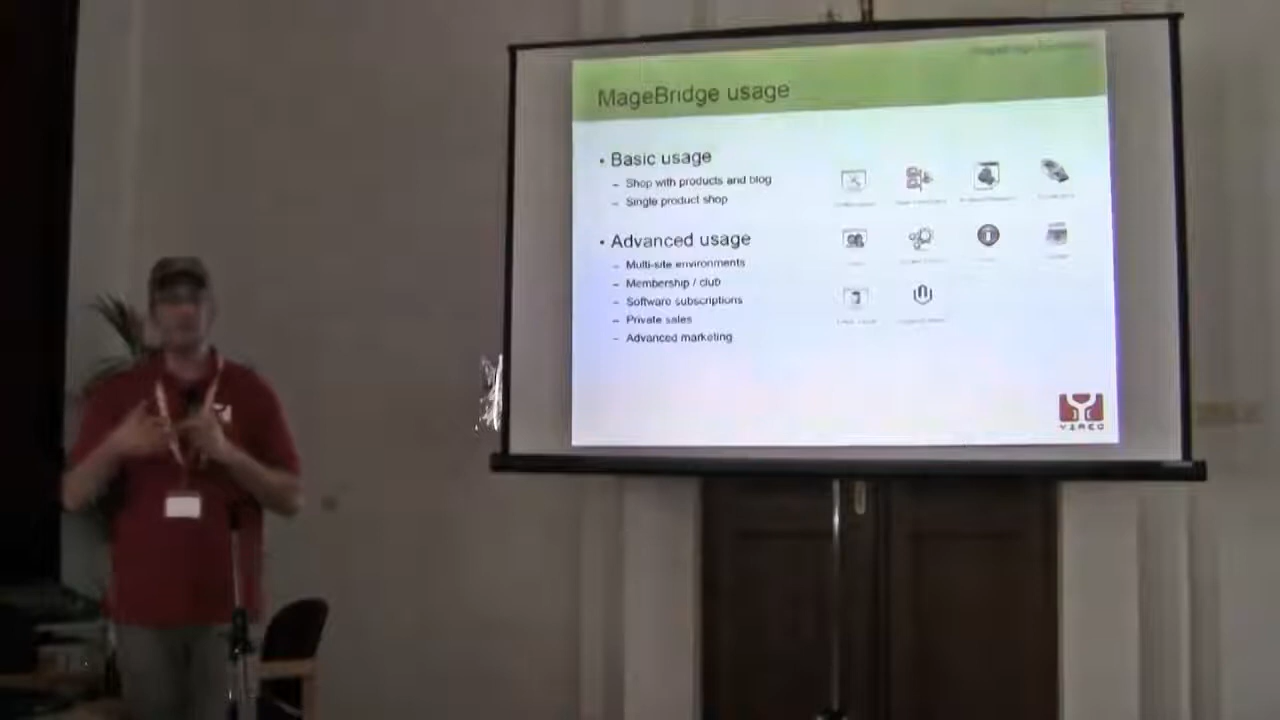 MageBridge usage
• Basic usage
– Shop with products and blog
– Single product shop
• Advanced usage
– Multi-site environments
– Membership / club
– Software subscriptions
– Private sales
– Advanced marketing
YIREO